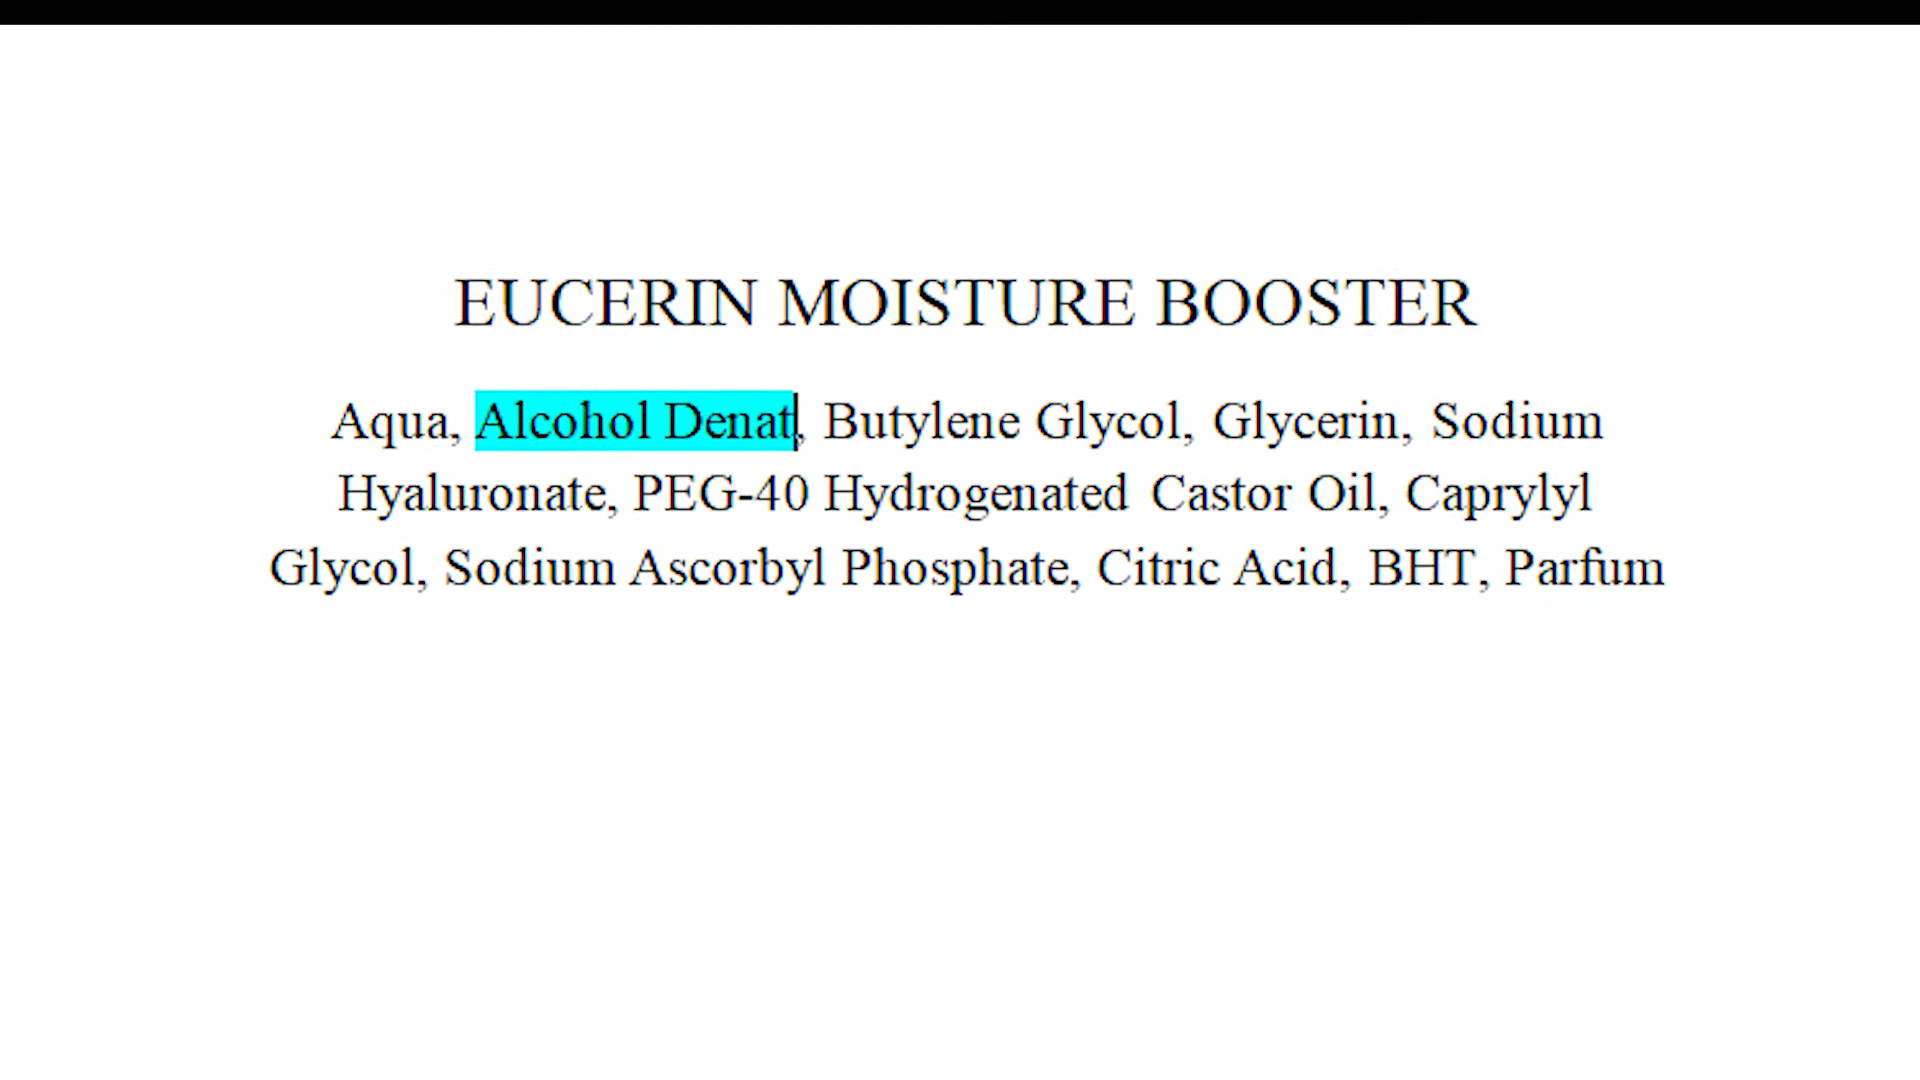 EUCERIN MOISTURE BOOSTER
Aqua, Alcohol Denat, Butylene Glycol, Glycerin, Sodium
Hyaluronate, PEG-40 Hydrogenated Castor Oil, Caprylyl
Glycol, Sodium Ascorbyl Phosphate, Citric Acid, BHT, Parfum